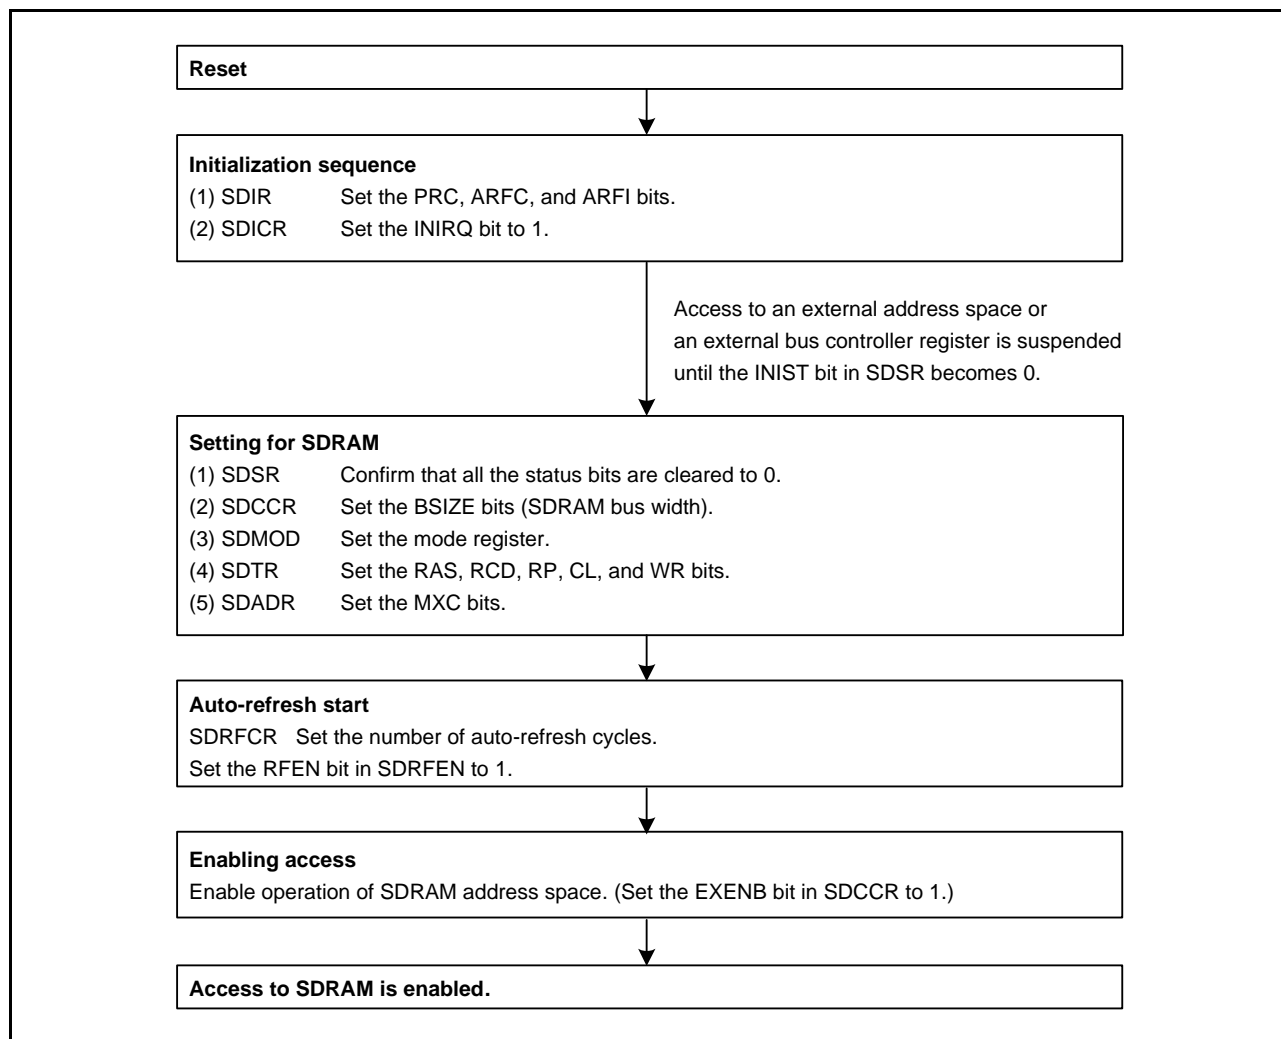 Reset
Initialization sequence
(1) SDIR Set the PRC, ARFC, and ARFI bits.
(2) SDICR Set the INIRQ bit to 1.
Access to an external address space or
an external bus controller register is suspended
until the INIST bit in SDSR becomes 0.
Setting for SDRAM
(1) SDSR Confirm that all the status bits are cleared to 0.
(2) SDCCR Set the BSIZE bits (SDRAM bus width).
(3) SDMOD Set the mode register.
(4) SDTR Set the RAS, RCD, RP, CL, and WR bits.
(5) SDADR Set the MXC bits.
Auto-refresh start
SDRFCR Set the number of auto-refresh cycles.
Set the RFEN bit in SDRFEN to 1.
Enabling access
Enable operation of SDRAM address space. (Set the EXENB bit in SDCCR to 1.)
Access to SDRAM is enabled.